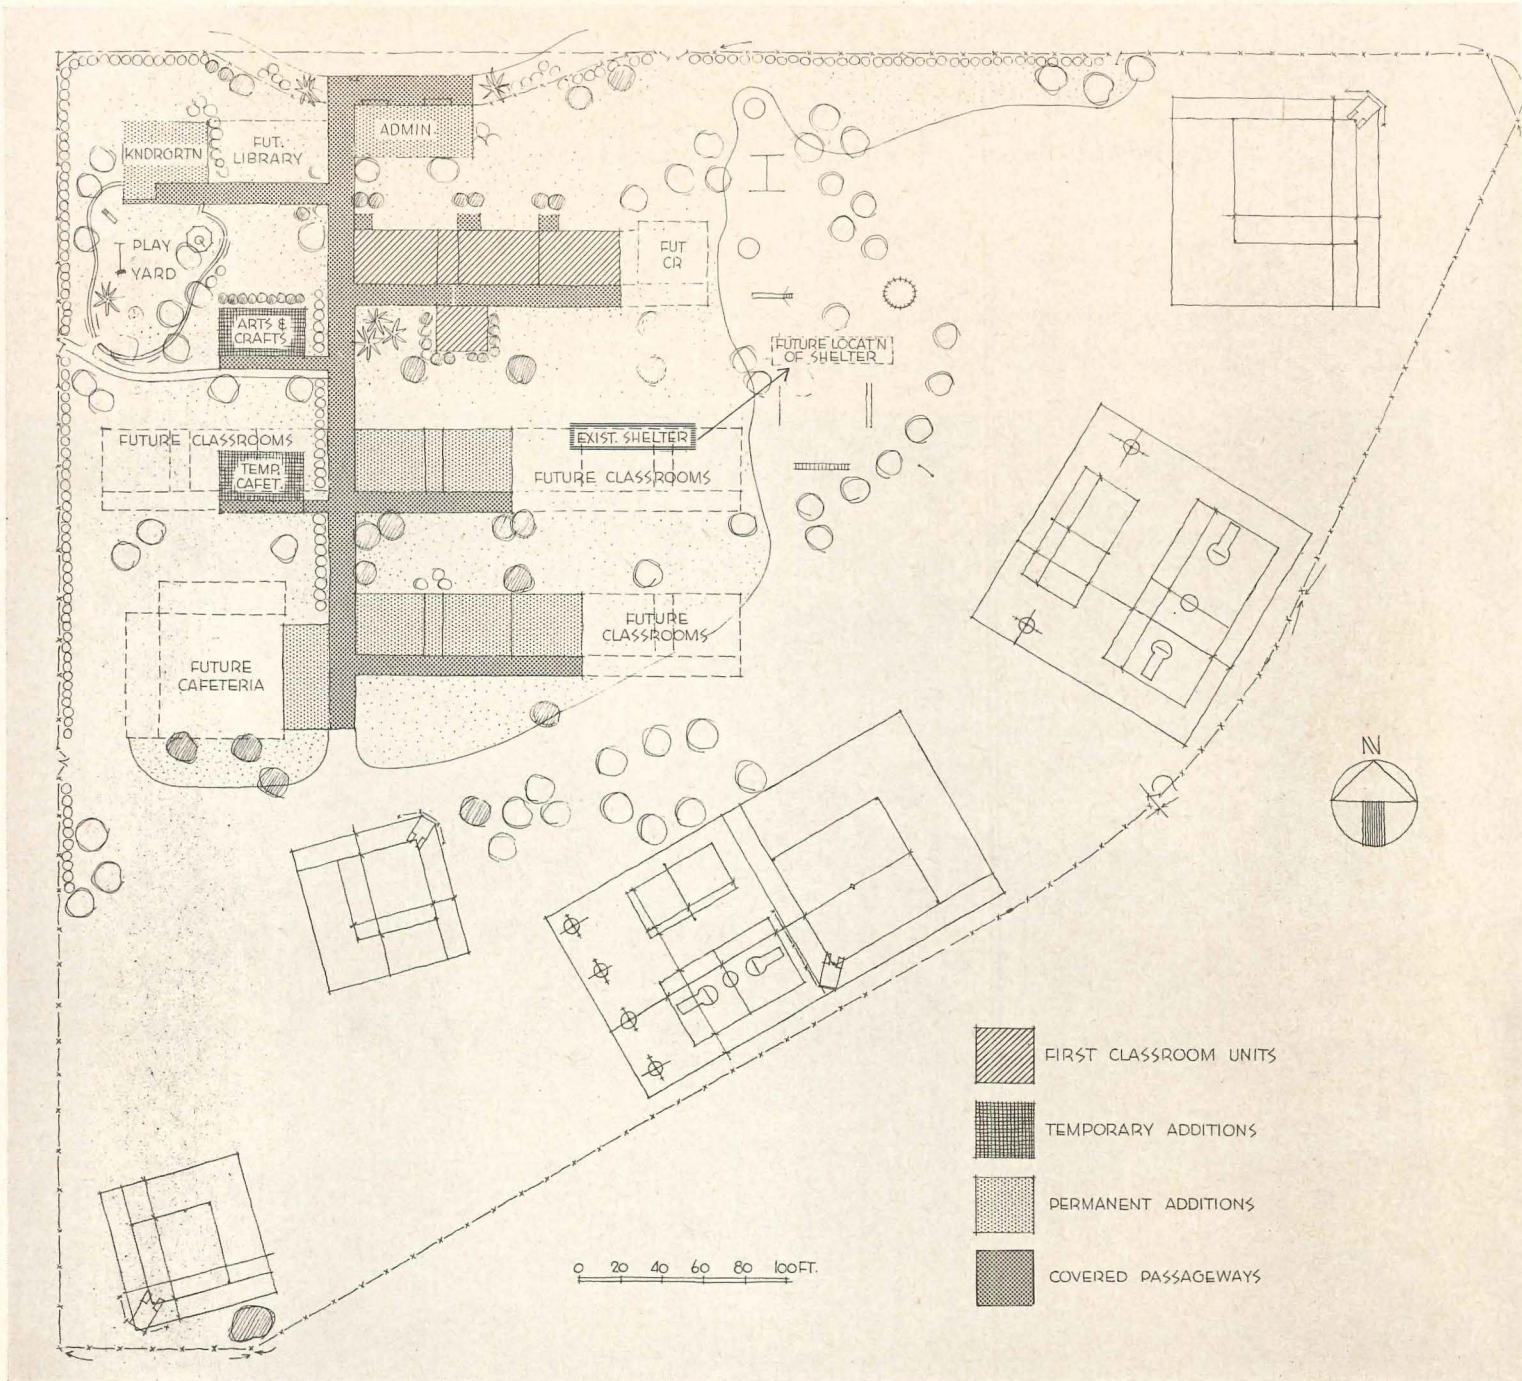 ADMIN.
KNDRGRTN
FUT.
LIBRARY
PLAY
YARD
FUT
CR
ARTS &
CRAFTS
FUTURE LOCAT'N
OF SHELTER
FUTURE CLASSROOMS
EXIST. SHELTER
TEMP.
CAFET.
FUTURE CLASSROOMS
FUTURE
CLASSROOMS
FUTURE
CAFETERIA
N
FIRST CLASSROOM UNITS
TEMPORARY ADDITIONS
PERMANENT ADDITIONS
0 20 40 60 80 100FT.
COVERED PASSAGEWAYS